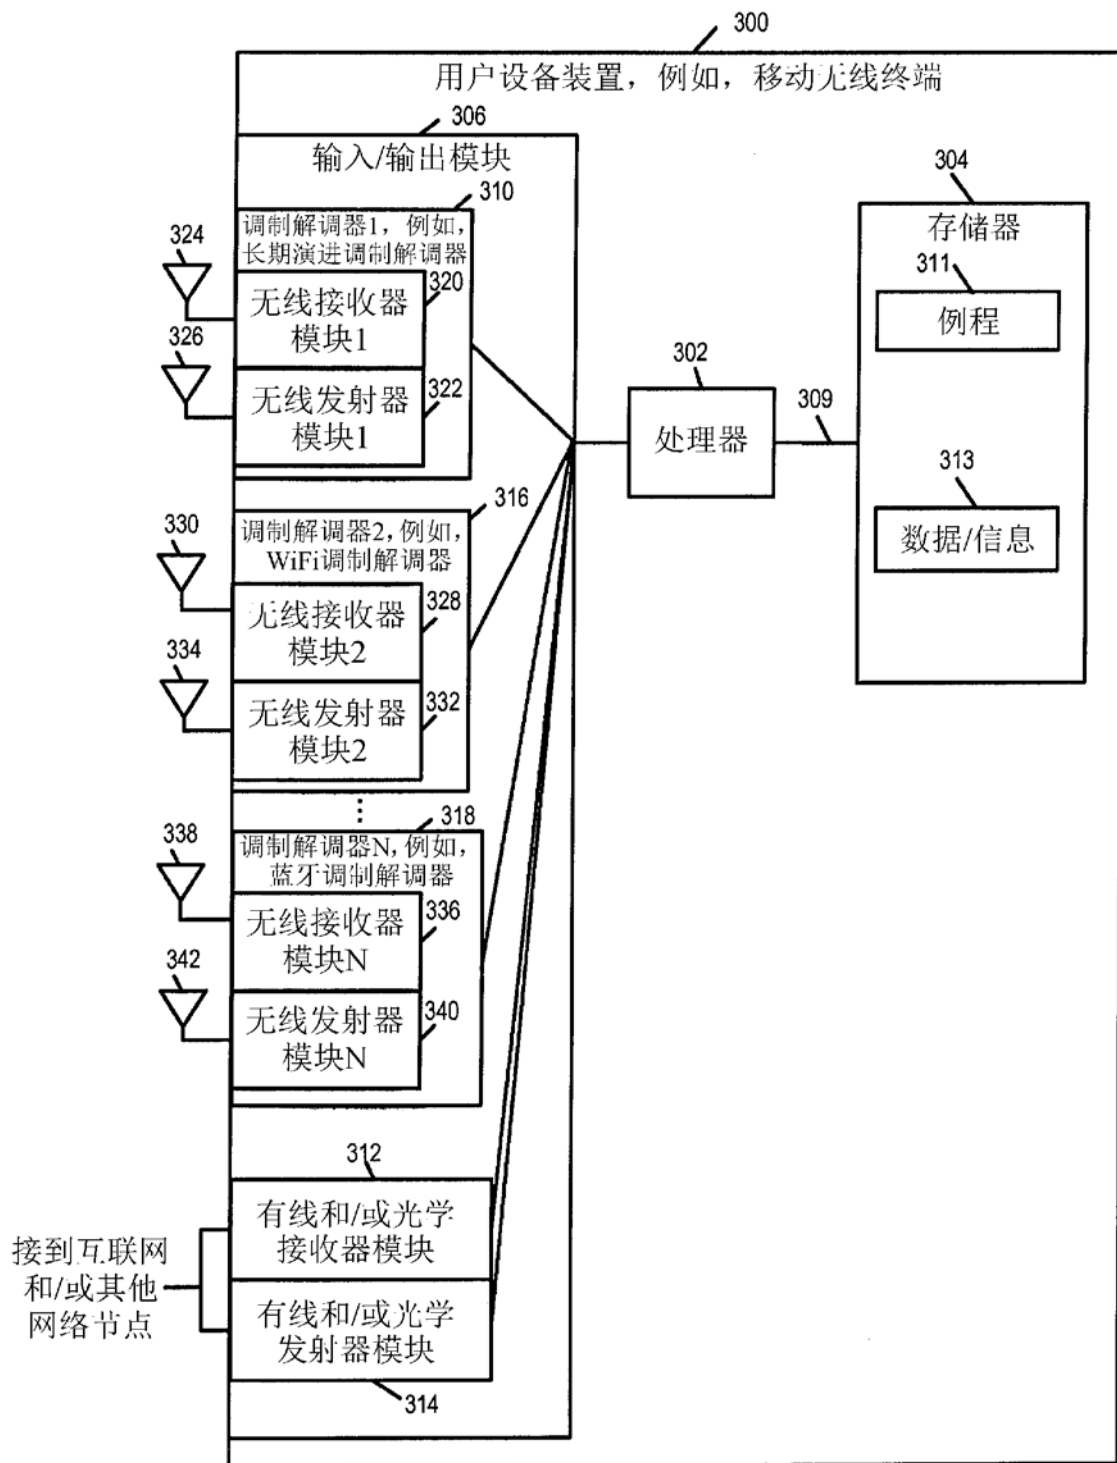 300
用户设备装置，例如，移动无线终端
306
输入/输出模块
310
调制解调器1，例如，
长期演进调制解调器
324
320
无线接收器
模块1
326
322
无线发射器
模块1
302
处理器
309
304
存储器
311
例程
313
数据/信息
316
调制解调器2，例如，
WiFi调制解调器
330
328
无线接收器
模块2
334
332
无线发射器
模块2
318
调制解调器N，例如，
蓝牙调制解调器
338
336
无线接收器
模块N
342
340
无线发射器
模块N
312
有线和/或光学
接收器模块
接到互联网
和/或其他
网络节点
有线和/或光学
发射器模块
314